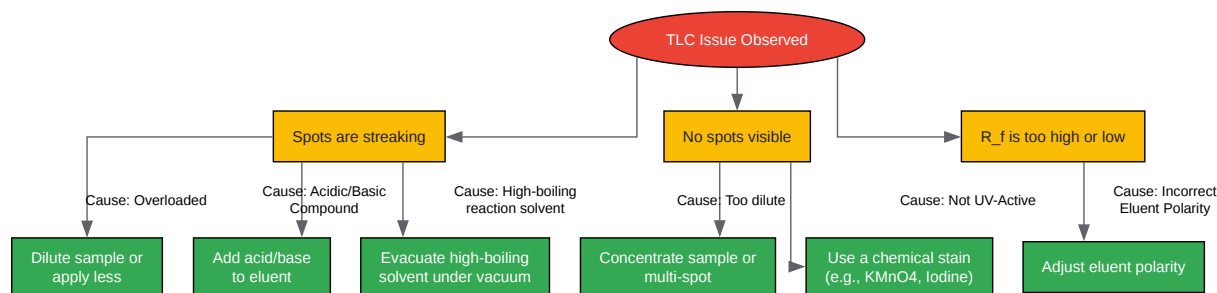 TLC Issue Observed
Spots are streaking
No spots visible
R_f is too high or low
Cause: Overloaded
Cause: Acidic/Basic
Compound
Cause: High-boiling
reaction solvent
Cause: Too dilute
Cause: Not UV-Active
Cause: Incorrect
Eluent Polarity
Dilute sample or
apply less
Add acid/base
to eluent
Evacuate high-boiling
solvent under vacuum
Concentrate sample or
multi-spot
Use a chemical stain
(e.g., KMnO4, Iodine)
Adjust eluent polarity